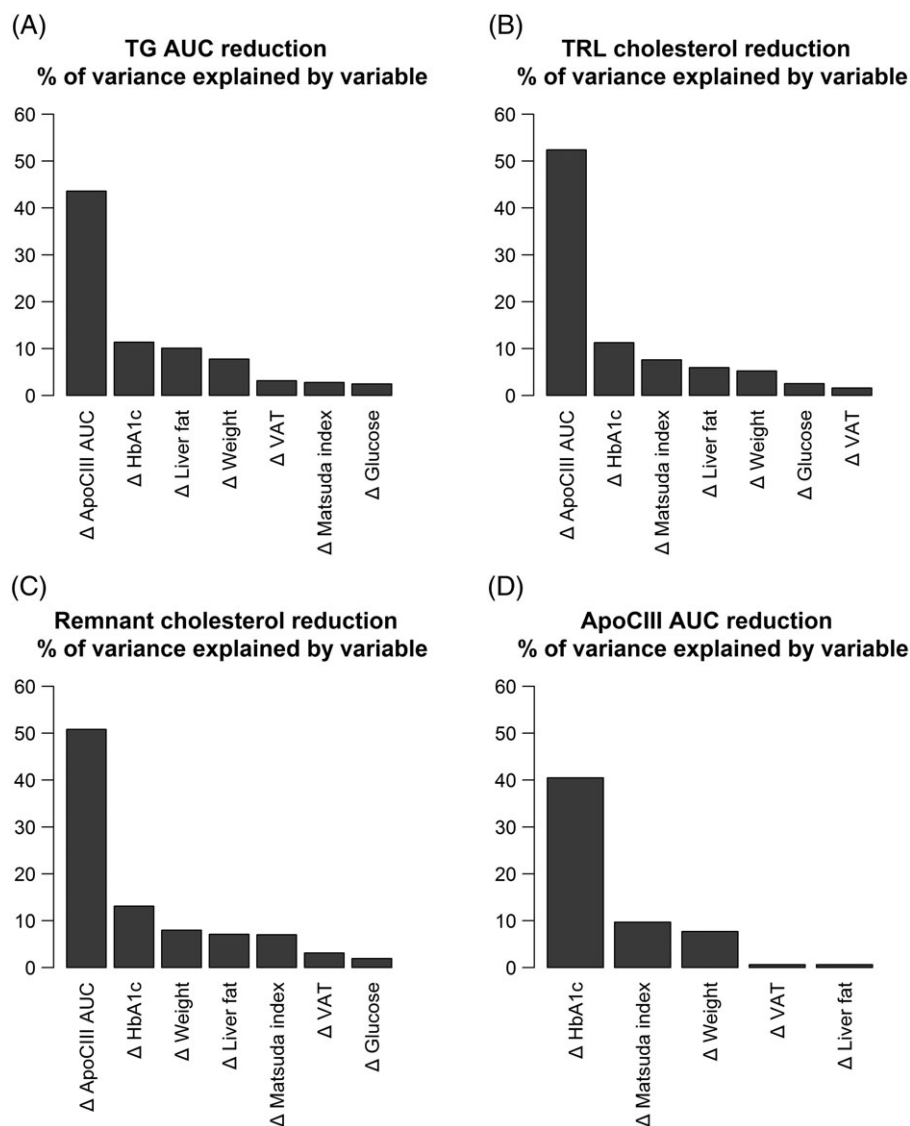 (A)
TG AUC reduction
% of variance explained by variable
60
50
40
30
20
10
0
Δ ApoCIII AUC
Δ HbA1c
Δ Liver fat
Δ Weight
Δ VAT
Δ Matsuda index
Δ Glucose
(B)
TRL cholesterol reduction
% of variance explained by variable
60
50
40
30
20
10
0
Δ ApoCIII AUC
Δ HbA1c
Δ Matsuda index
Δ Liver fat
Δ Weight
Δ Glucose
Δ VAT
(C)
Remnant cholesterol reduction
% of variance explained by variable
60
50
40
30
20
10
0
Δ ApoCIII AUC
Δ HbA1c
Δ Weight
Δ Liver fat
Δ Matsuda index
Δ VAT
Δ Glucose
(D)
ApoCIII AUC reduction
% of variance explained by variable
60
50
40
30
20
10
0
Δ HbA1c
Δ Matsuda index
Δ Weight
Δ VAT
Δ Liver fat